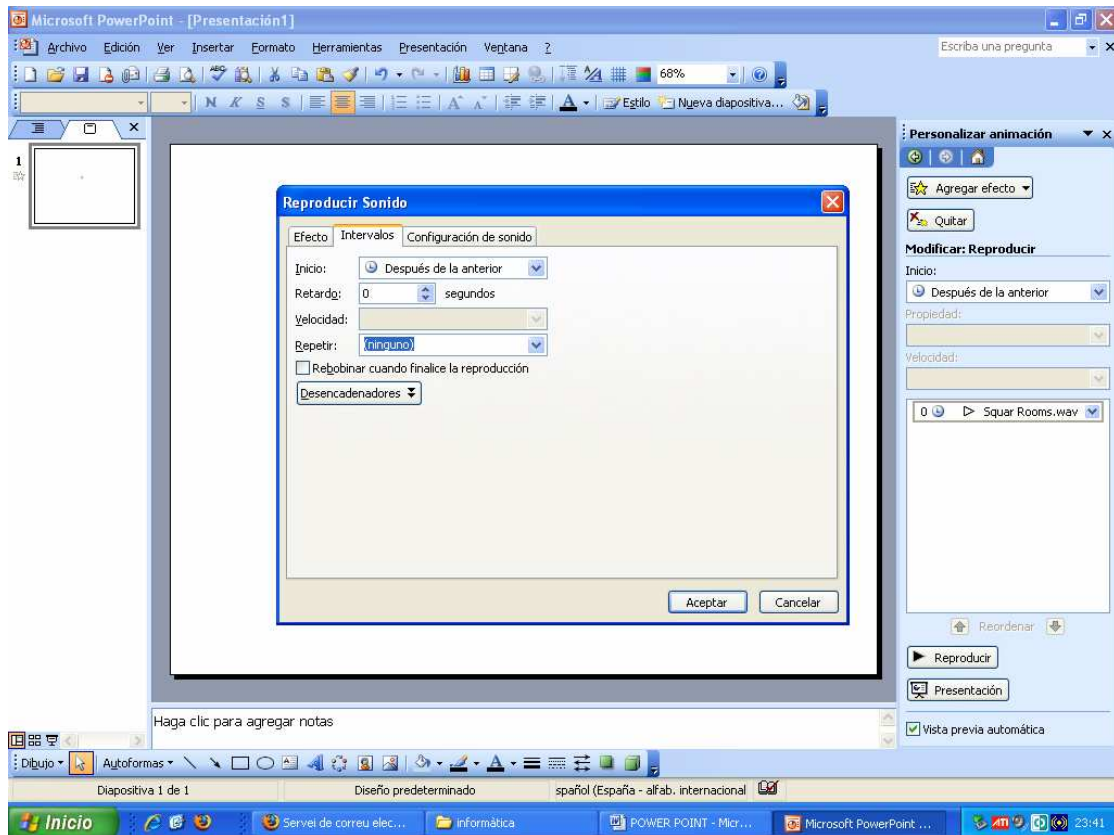 Microsoft PowerPoint - [Presentación1]
Archivo Edición Ver Insertar Formato Herramientas Presentación Ventana ? Escriba una pregunta
68%
N K S S Estilo Nueva diapositiva...
Personalizar animación
1
Agregar efecto
Quitar
Modificar: Reproducir
Inicio:
Después de la anterior
Propiedad:
Velocidad:
0 Squar Rooms.wav
Reordenar
Reproducir
Presentación
Vista previa automática
Reproducir Sonido
Efecto Intervalos Configuración de sonido
Inicio: Después de la anterior
Retardo: 0 segundos
Velocidad:
Repetir: (ninguno)
Rebobinar cuando finalice la reproducción
Desencadenadores
Aceptar Cancelar
Haga clic para agregar notas
Dibujo Autoformas
Diapositiva 1 de 1 Diseño predeterminado spañol (España - alfab. internacional
Inicio Servei de correu elec... informática POWER POINT - Micr... Microsoft PowerPoint ... ATI 23:41